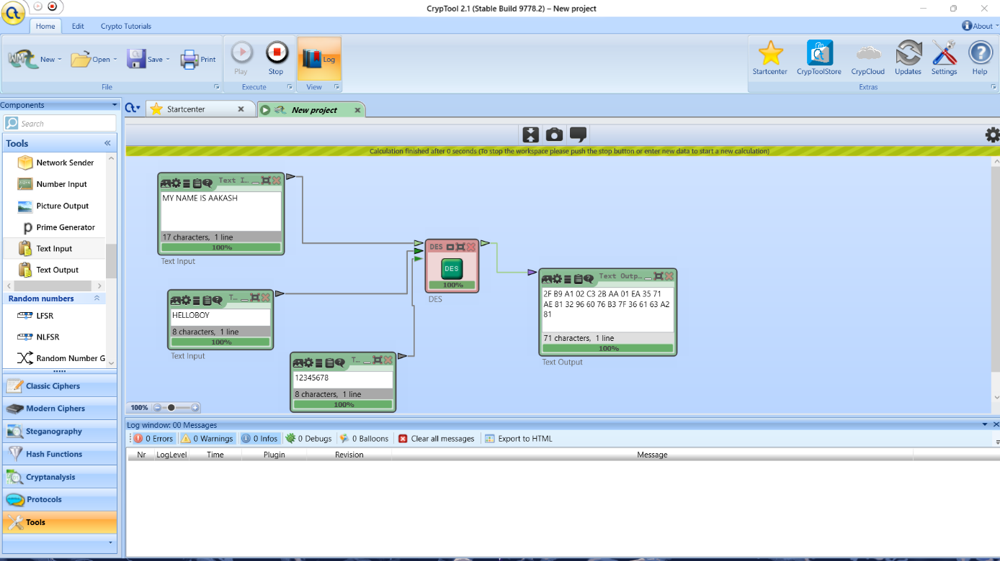 CrypTool 2.1 (Stable Build 9778.2) – New project
Home Edit Crypto Tutorials About
New Open Save Print Play Stop Log Startcenter CrypToolStore CrypCloud Updates Settings Help
File Execute View Extras
Components
Search
Tools
Network Sender
Number Input
Picture Output
Prime Generator
Text Input
Text Output
Random numbers
LFSR
NLFSR
Random Number G
Classic Ciphers
Modern Ciphers
Steganography
Hash Functions
Cryptanalysis
Protocols
Tools
Startcenter New project
Calculation finished after 0 seconds (To stop the workspace please push the stop button or enter new data to start a new calculation)
Text I...
MY NAME IS AAKASH
17 characters, 1 line
100%
Text Input
T...
HELLOBOY
8 characters, 1 line
100%
Text Input
T...
12345678
8 characters, 1 line
100%
DES
DES
100%
DES
Text Outp...
2F B9 A1 02 C3 2B AA 01 EA 35 71
AE 81 32 96 60 76 B3 7F 36 61 63 A2
81
71 characters, 1 line
100%
Text Output
100%
Log window: 00 Messages
0 Errors 0 Warnings 0 Infos 0 Debugs 0 Balloons Clear all messages Export to HTML
Nr LogLevel Time Plugin Revision Message